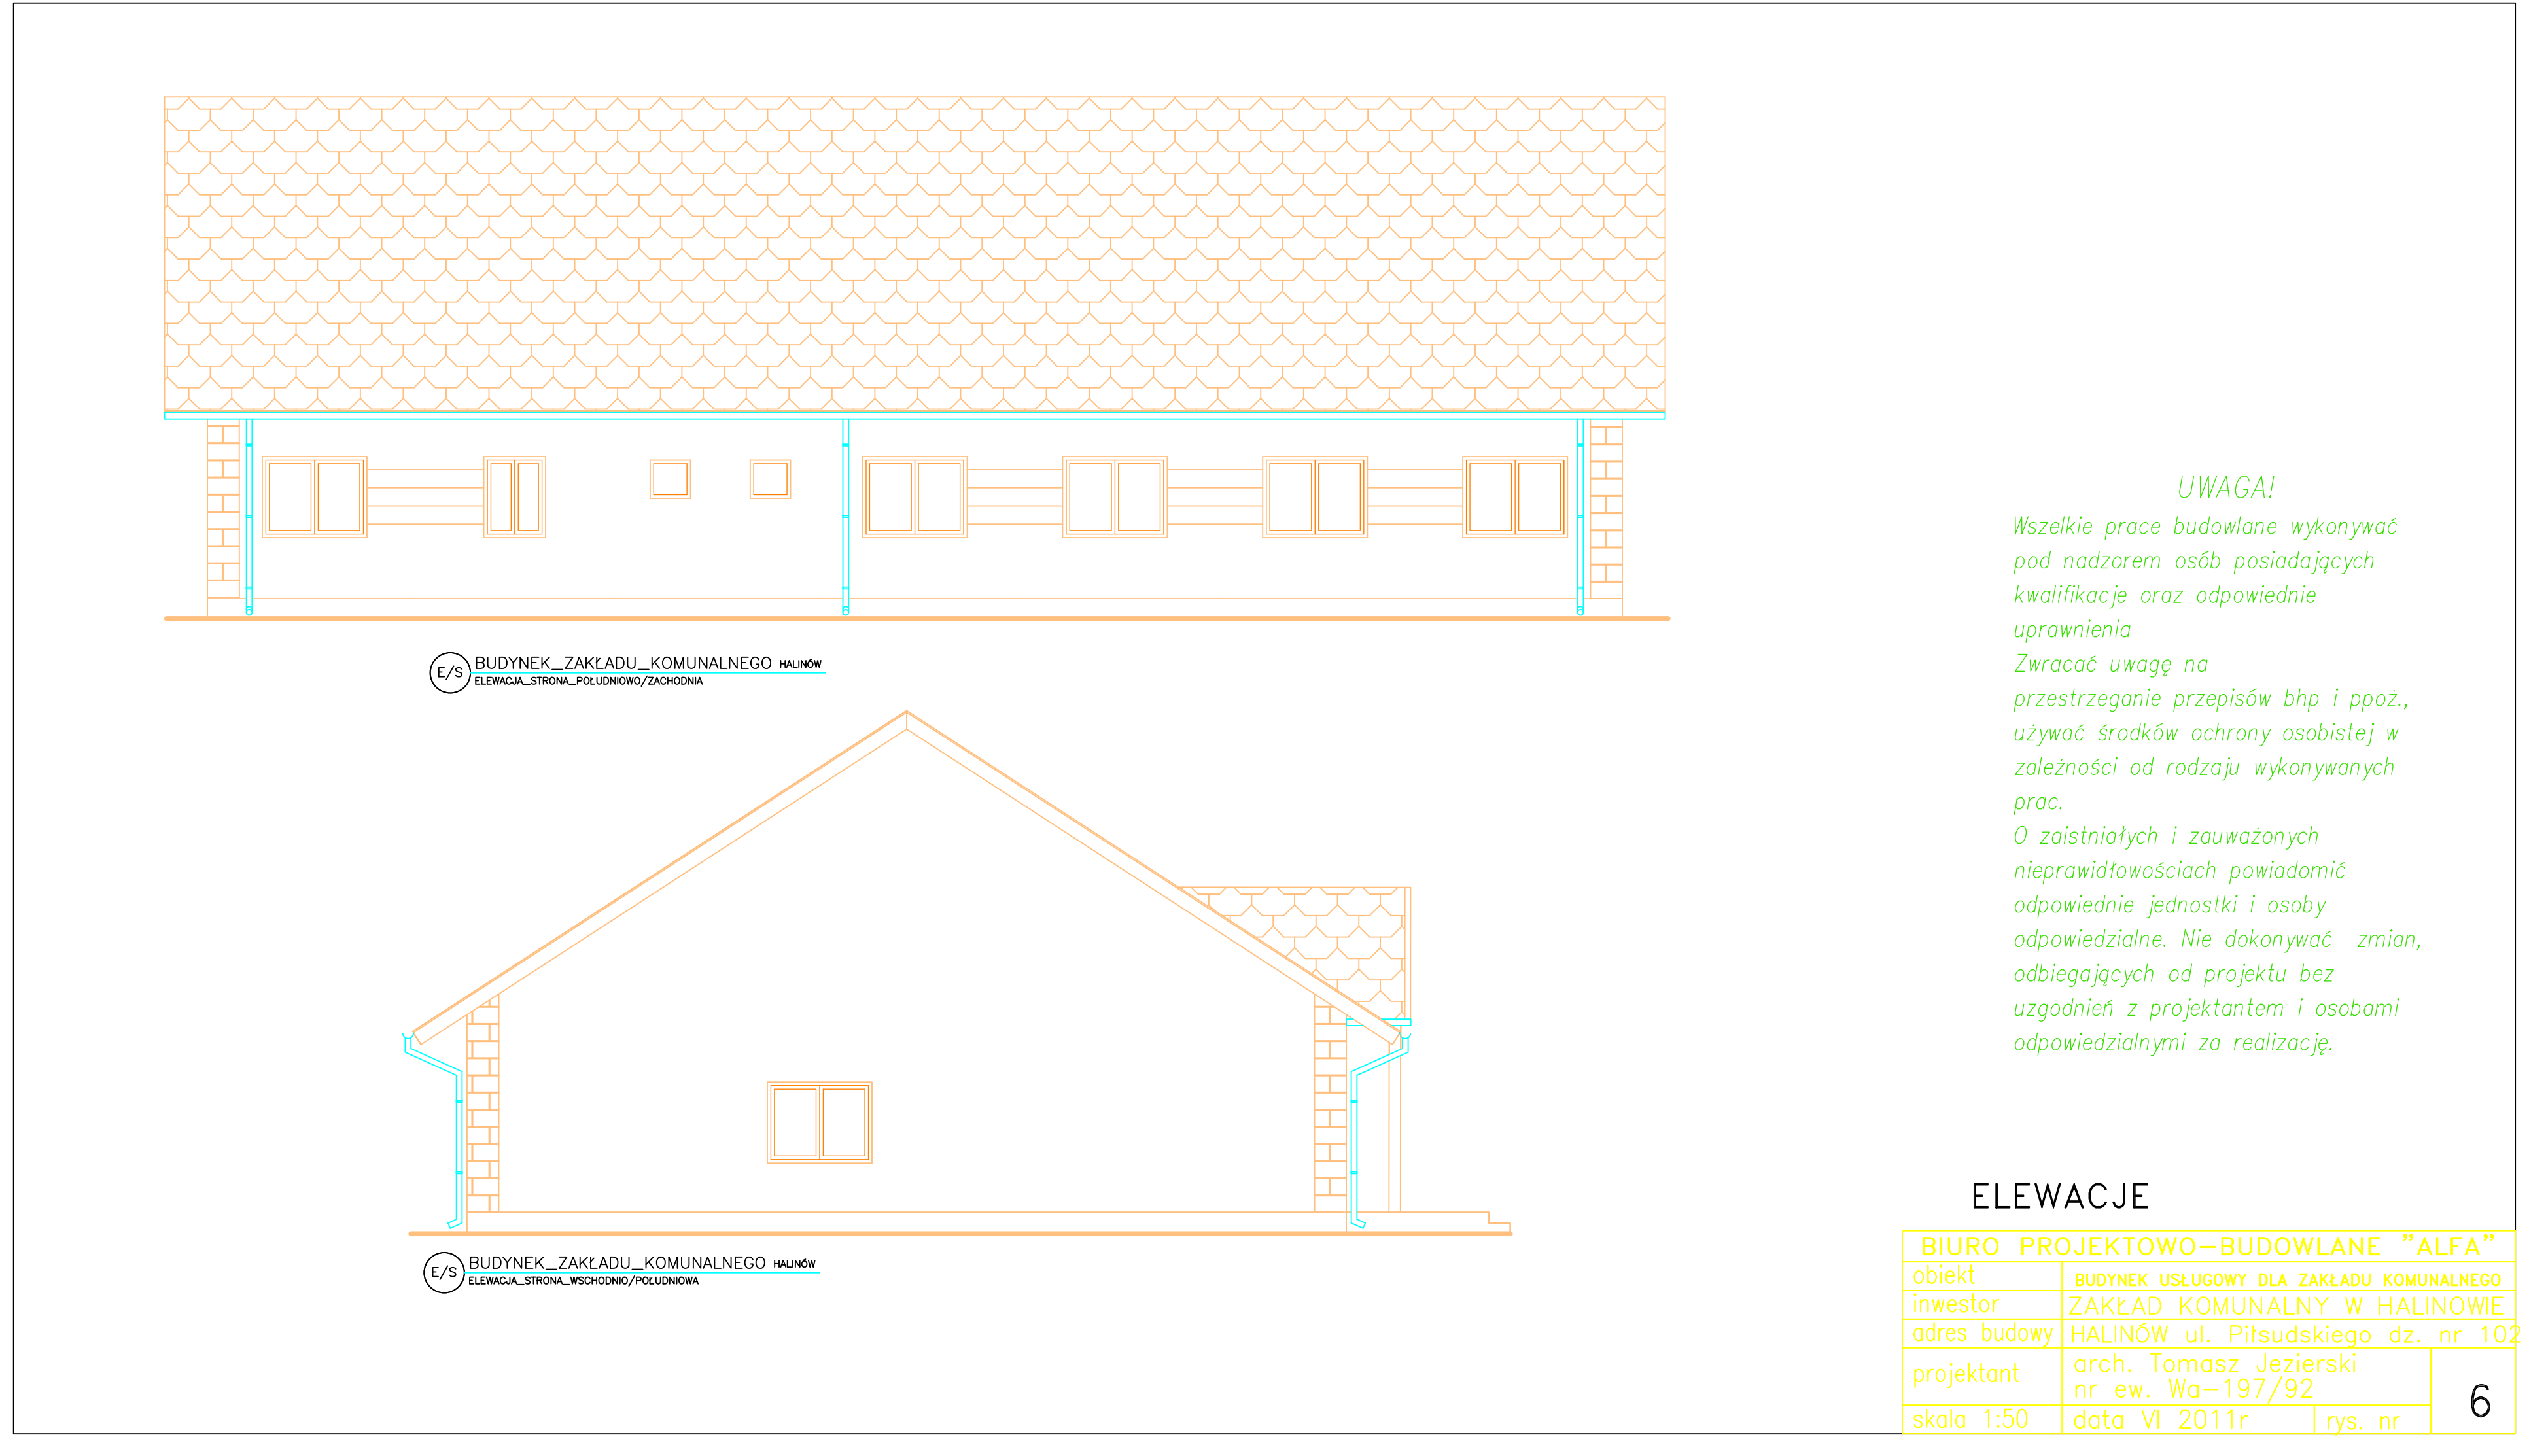 E/S
BUDYNEK_ZAKŁADU_KOMUNALNEGO HALINÓW
ELEWACJA_STRONA_POŁUDNIOWO/ZACHODNIA
E/S
BUDYNEK_ZAKŁADU_KOMUNALNEGO HALINÓW
ELEWACJA_STRONA_WSCHODNIO/POŁUDNIOWA
UWAGA!
Wszelkie prace budowlane wykonywać
pod nadzorem osób posiadających
kwalifikacje oraz odpowiednie
uprawnienia
Zwracać uwagę na
przestrzeganie przepisów bhp i ppoż.,
używać środków ochrony osobistej w
zależności od rodzaju wykonywanych
prac.
O zaistniałych i zauważonych
nieprawidłowościach powiadomić
odpowiednie jednostki i osoby
odpowiedzialne. Nie dokonywać zmian,
odbiegających od projektu bez
uzgodnień z projektantem i osobami
odpowiedzialnymi za realizację.
ELEWACJE
BIURO PROJEKTOWO-BUDOWLANE "ALFA"
obiekt BUDYNEK USŁUGOWY DLA ZAKŁADU KOMUNALNEGO
inwestor ZAKŁAD KOMUNALNY W HALINOWIE
adres budowy HALINÓW ul. Piłsudskiego dz. nr 102
projektant arch. Tomasz Jezierski
nr ew. Wa-197/92
skala 1:50 data VI 2011r rys. nr 6